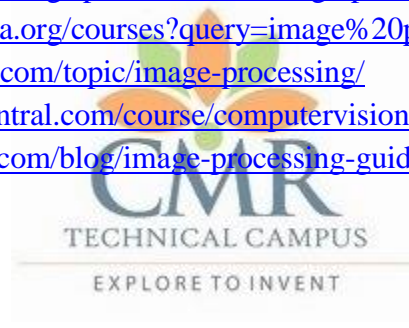 a.org/courses?query=image%20p
.com/topic/image-processing/
ntral.com/course/computervision
com/blog/image-processing-guid
CMR
TECHNICAL CAMPUS
EXPLORE TO INVENT